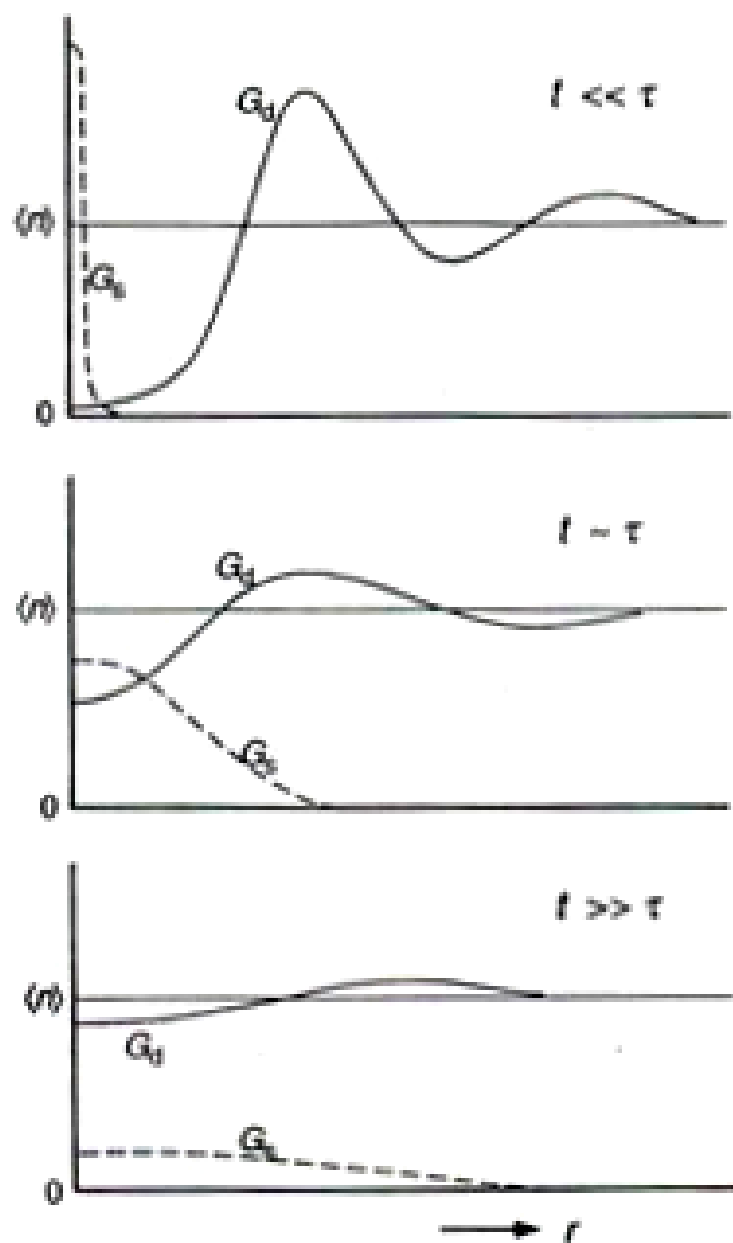 G_d
t << τ
⟨n⟩
G_s
0
t ~ τ
G_d
⟨n⟩
G_s
0
t >> τ
⟨n⟩
G_d
G_s
0
r